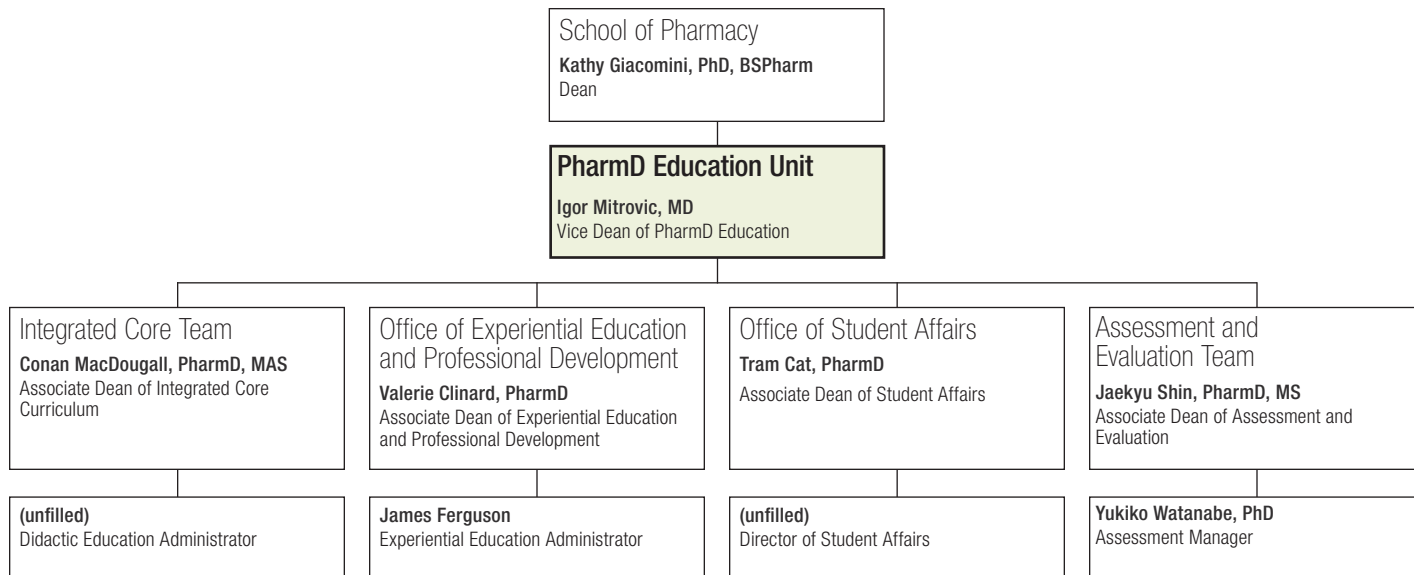 School of Pharmacy
Kathy Giacomini, PhD, BSPharm
Dean
PharmD Education Unit
Igor Mitrovic, MD
Vice Dean of PharmD Education
Integrated Core Team
Conan MacDougall, PharmD, MAS
Associate Dean of Integrated Core
Curriculum
Office of Experiential Education
and Professional Development
Valerie Clinard, PharmD
Associate Dean of Experiential Education
and Professional Development
Office of Student Affairs
Tram Cat, PharmD
Associate Dean of Student Affairs
Assessment and
Evaluation Team
Jaekyu Shin, PharmD, MS
Associate Dean of Assessment and
Evaluation
(unfilled)
Didactic Education Administrator
James Ferguson
Experiential Education Administrator
(unfilled)
Director of Student Affairs
Yukiko Watanabe, PhD
Assessment Manager